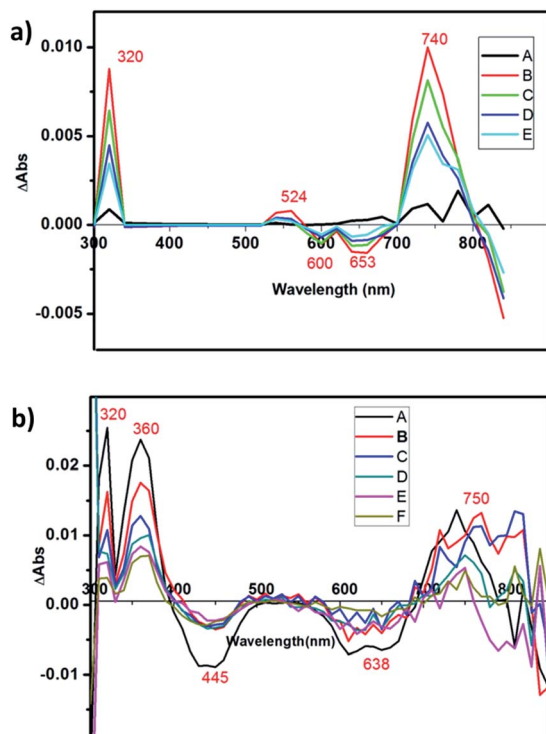 a)
0.010
0.005
0.000
-0.005
ΔAbs
320
740
524
600
653
A
B
C
D
E
300
400
500
600
700
800
Wavelength (nm)
b)
0.02
0.01
0.00
-0.01
ΔAbs
320
360
750
445
638
A
B
C
D
E
F
300
400
500
600
700
800
Wavelength(nm)